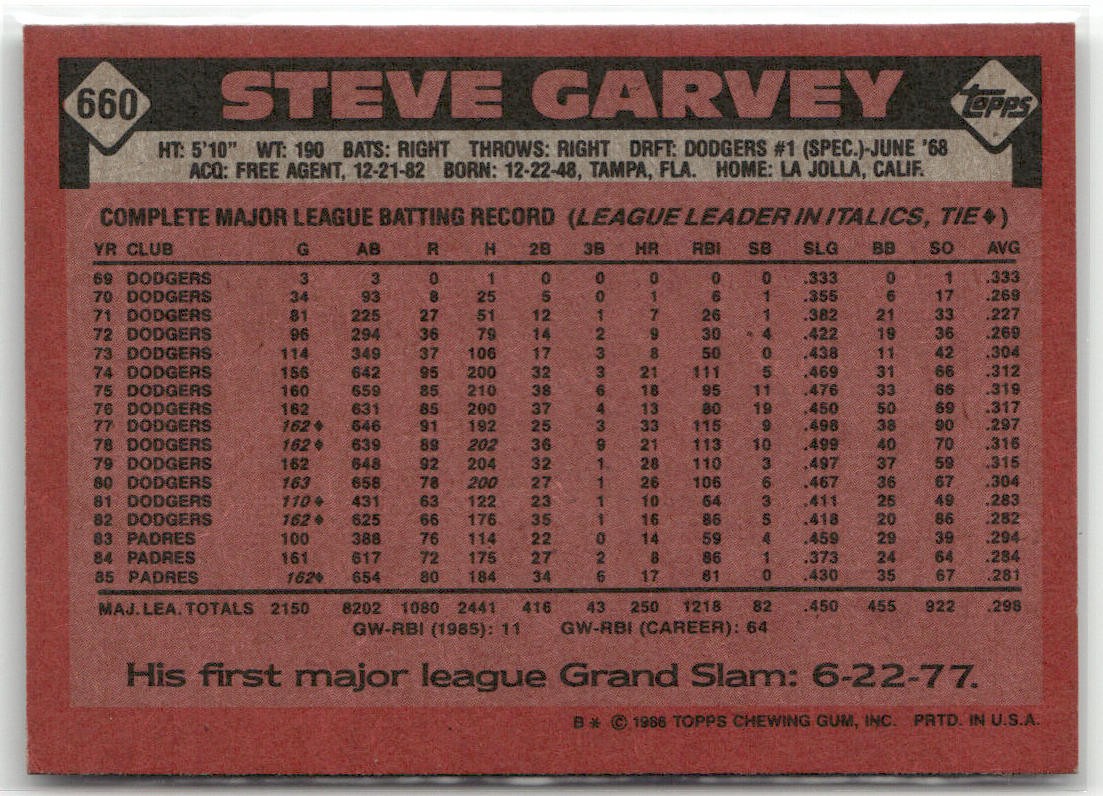 660 STEVE GARVEY topps
HT: 5'10" WT: 190 BATS: RIGHT THROWS: RIGHT DRFT: DODGERS #1 (SPEC.)-JUNE '68
ACQ: FREE AGENT, 12-21-82 BORN: 12-22-48, TAMPA, FLA. HOME: LA JOLLA, CALIF.
COMPLETE MAJOR LEAGUE BATTING RECORD (LEAGUE LEADER IN ITALICS, TIE♦)
YR CLUB G AB R H 2B 3B HR RBI SB SLG BB SO AVG
69 DODGERS 3 3 0 1 0 0 0 0 0 .333 0 1 .333
70 DODGERS 34 93 8 25 5 0 1 6 1 .355 6 17 .269
71 DODGERS 81 225 27 51 12 1 7 26 1 .382 21 33 .227
72 DODGERS 96 294 36 79 14 2 9 30 4 .422 19 36 .269
73 DODGERS 114 349 37 106 17 3 8 50 0 .438 11 42 .304
74 DODGERS 156 642 95 200 32 3 21 111 5 .469 31 66 .312
75 DODGERS 160 659 85 210 38 6 18 95 11 .476 33 66 .319
76 DODGERS 162 631 85 200 37 4 13 80 19 .450 50 69 .317
77 DODGERS 162♦ 646 91 192 25 3 33 115 9 .498 38 90 .297
78 DODGERS 162♦ 639 89 202 36 9 21 113 10 .499 40 70 .316
79 DODGERS 162 648 92 204 32 1 28 110 3 .497 37 59 .315
80 DODGERS 163 658 78 200 27 1 26 106 6 .467 36 67 .304
81 DODGERS 110♦ 431 63 122 23 1 10 64 3 .411 25 49 .283
82 DODGERS 162♦ 625 66 176 35 1 16 86 5 .418 20 86 .282
83 PADRES 100 388 76 114 22 0 14 59 4 .459 29 39 .294
84 PADRES 161 617 72 175 27 2 8 86 1 .373 24 64 .284
85 PADRES 162♦ 654 80 184 34 6 17 81 0 .430 35 67 .281
MAJ. LEA. TOTALS 2150 8202 1080 2441 416 43 250 1218 82 .450 455 922 .298
GW-RBI (1985): 11 GW-RBI (CAREER): 64
His first major league Grand Slam: 6-22-77.
B * © 1986 TOPPS CHEWING GUM, INC. PRTD. IN U.S.A.